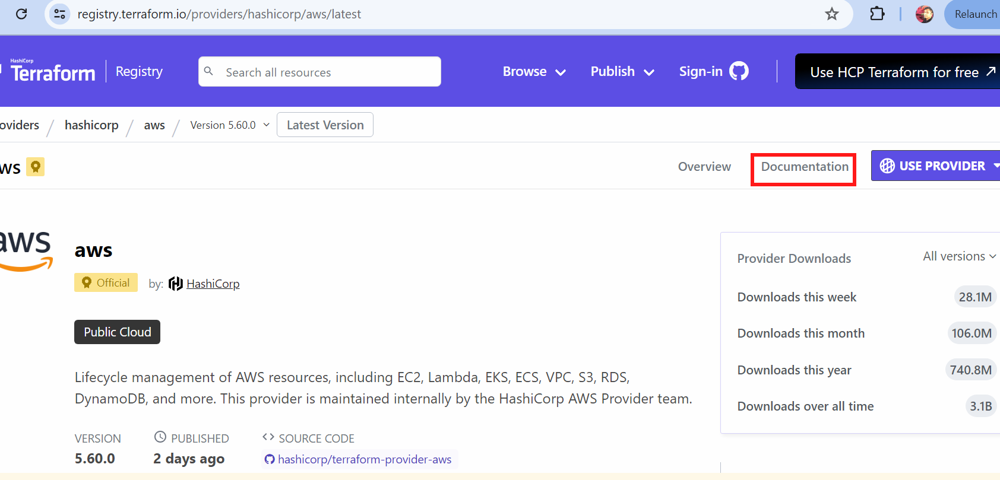 registry.terraform.io/providers/hashicorp/aws/latest
Relaunch
HashiCorp
Terraform
Registry
Search all resources
Browse
Publish
Sign-in
Use HCP Terraform for free
oviders / hashicorp / aws / Version 5.60.0
Latest Version
ws
Overview
Documentation
USE PROVIDER
aws
aws
Official
by: HashiCorp
Public Cloud
Lifecycle management of AWS resources, including EC2, Lambda, EKS, ECS, VPC, S3, RDS,
DynamoDB, and more. This provider is maintained internally by the HashiCorp AWS Provider team.
VERSION
5.60.0
PUBLISHED
2 days ago
<> SOURCE CODE
hashicorp/terraform-provider-aws
Provider Downloads
All versions
Downloads this week 28.1M
Downloads this month 106.0M
Downloads this year 740.8M
Downloads over all time 3.1B